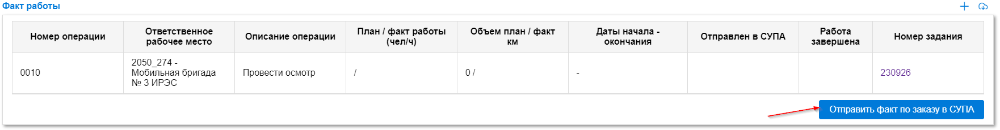 Факт работы
Номер операции
Ответственное
рабочее место
Описание операции
План / факт работы
(чел/ч)
Объем план / факт
км
Даты начала -
окончания
Отправлен в СУПА
Работа
завершена
Номер задания
0010
2050_274 -
Мобильная бригада
№ 3 ИРЭС
Провести осмотр
/
0 /
-
230926
Отправить факт по заказу в СУПА